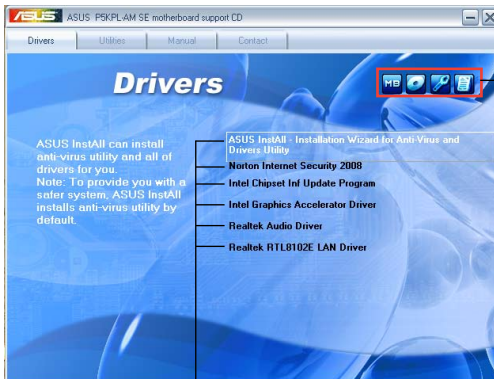 ASUS P5KPL-AM SE motherboard support CD
Drivers Utilities Manual Contact
Drivers
MB
ASUS InstAll can install
anti-virus utility and all of
drivers for you.
Note: To provide you with a
safer system, ASUS InstAll
installs anti-virus utility by
default.
ASUS InstAll - Installation Wizard for Anti-Virus and
Drivers Utility
Norton Internet Security 2008
Intel Chipset Inf Update Program
Intel Graphics Accelerator Driver
Realtek Audio Driver
Realtek RTL8102E LAN Driver